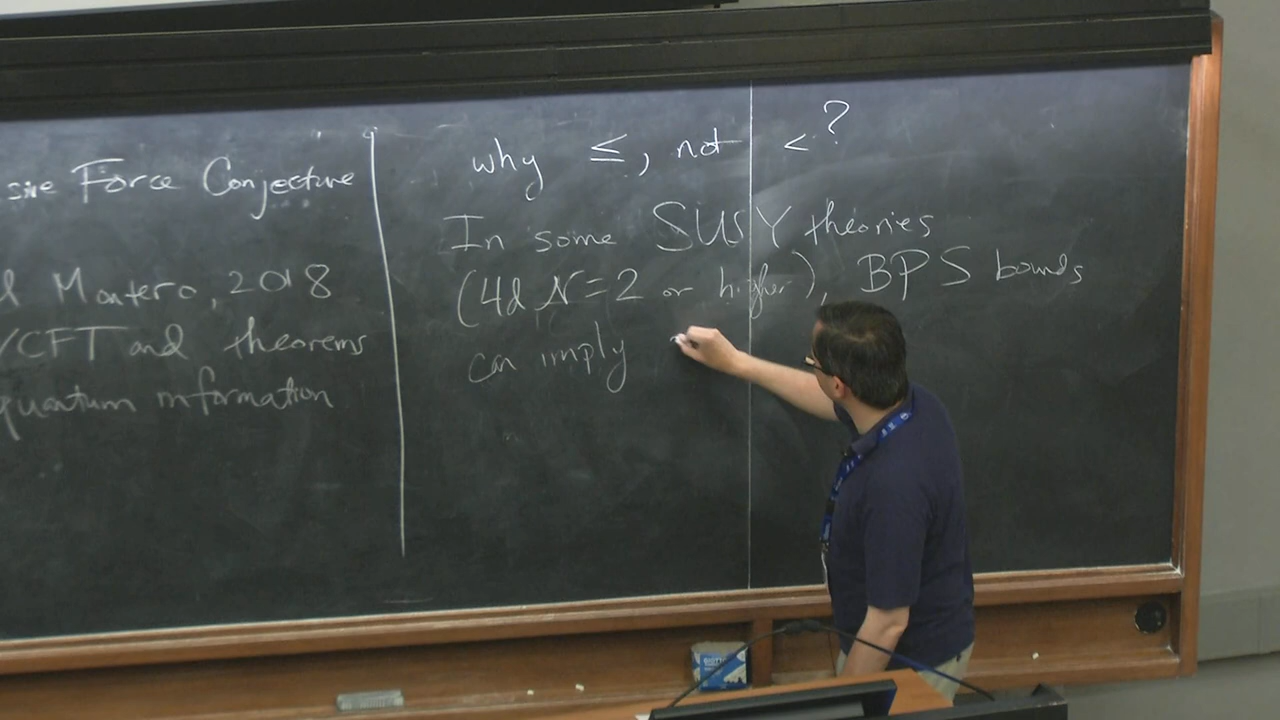 sive Force Conjecture
d Montero, 2018
/CFT and theorems
quantum information
why ≤, not < ?
In some SUSY theories
(4d N=2 or higher), BPS bounds
can imply